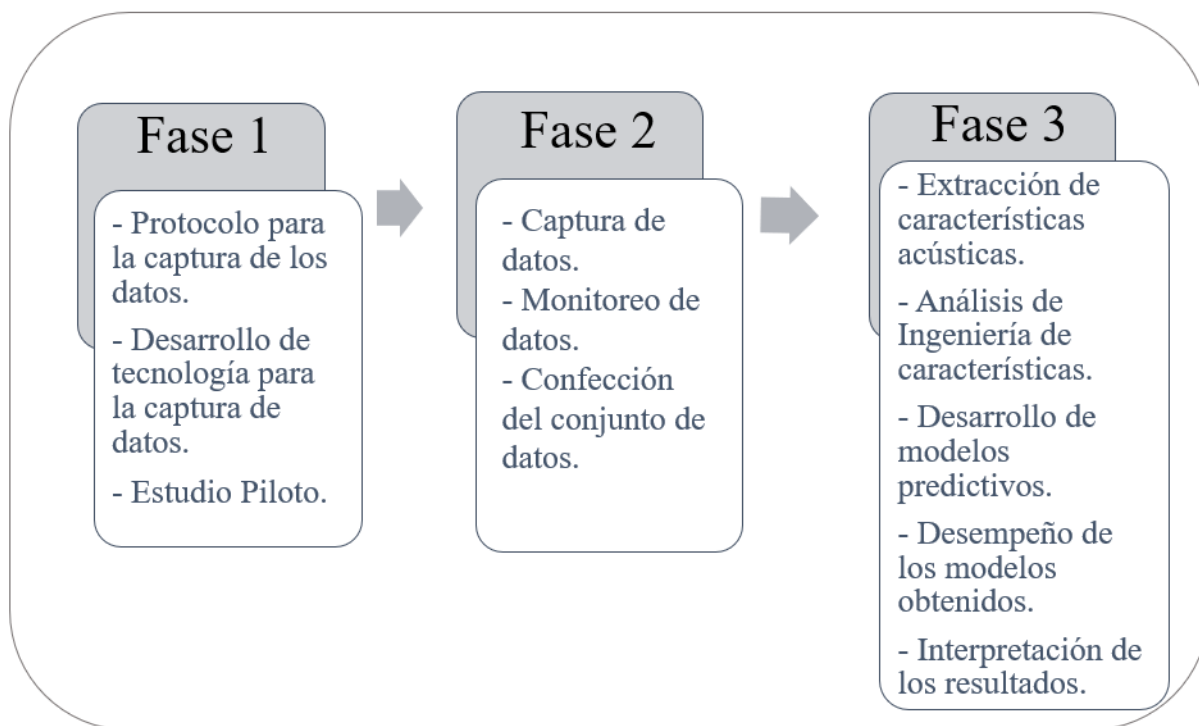 Fase 1
- Protocolo para
la captura de los
datos.
- Desarrollo de
tecnología para
la captura de
datos.
- Estudio Piloto.
Fase 2
- Captura de
datos.
- Monitoreo de
datos.
- Confección
del conjunto de
datos.
Fase 3
- Extracción de
característícas
acústicas.
- Análisis de
Ingeniería de
característícas.
- Desarrollo de
modelos
predictivos.
- Desempeño de
los modelos
obtenidos.
- Interpretación de
los resultados.